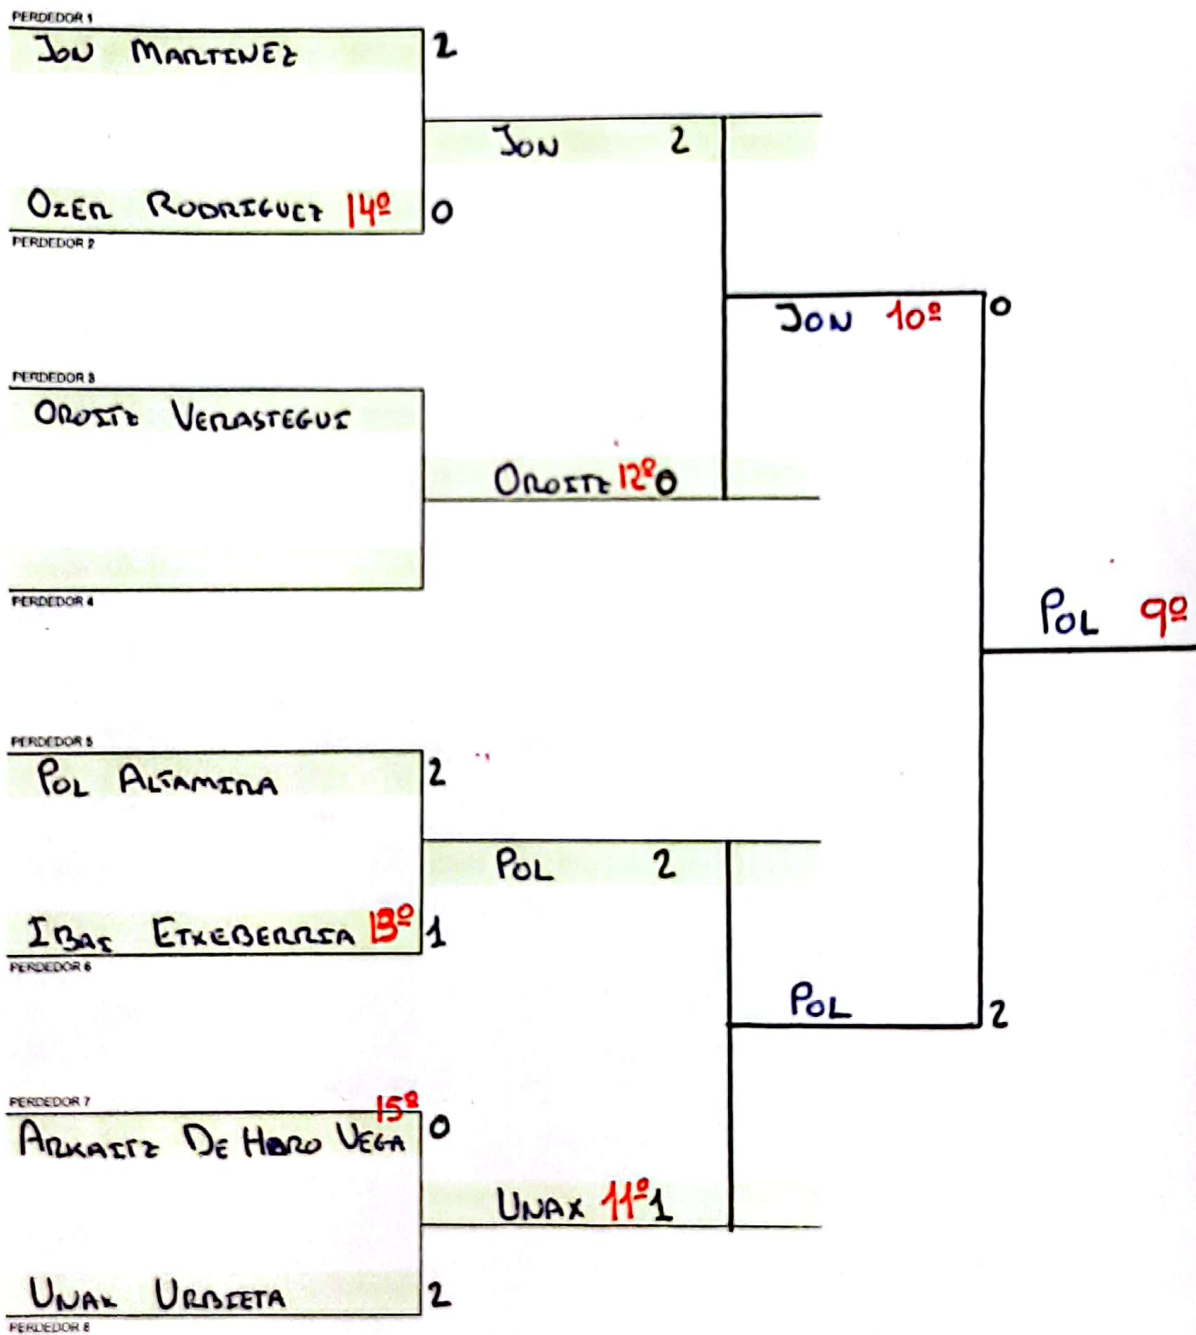 PERDEDOR 1
JON MARTINEZ 2
JON 2
OIER RODRIGUEZ 14º 0
PERDEDOR 2
JON 10º 0
PERDEDOR 3
OROITZ VERASTEGUI
OROITZ 12º 0
PERDEDOR 4
POL 9º
PERDEDOR 5
POL ALTAMIRA 2
POL 2
IBAI ETXEBERRIA 13º 1
PERDEDOR 6
POL 2
PERDEDOR 7
15º
ARKAITZ DE HARO VEGA 0
UNAX 11º 1
UNAX URBIETA 2
PERDEDOR 8